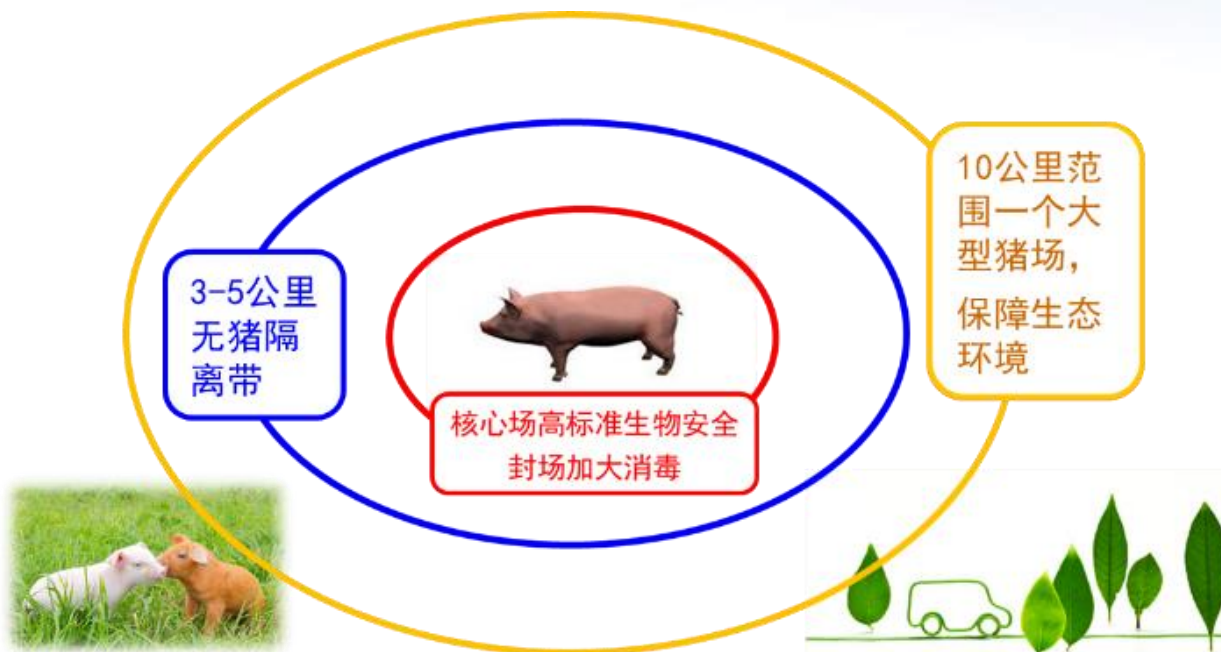 10公里范
围一个大
型猪场，
保障生态
环境
3-5公里
无猪隔
离带
核心场高标准生物安全
封场加大消毒